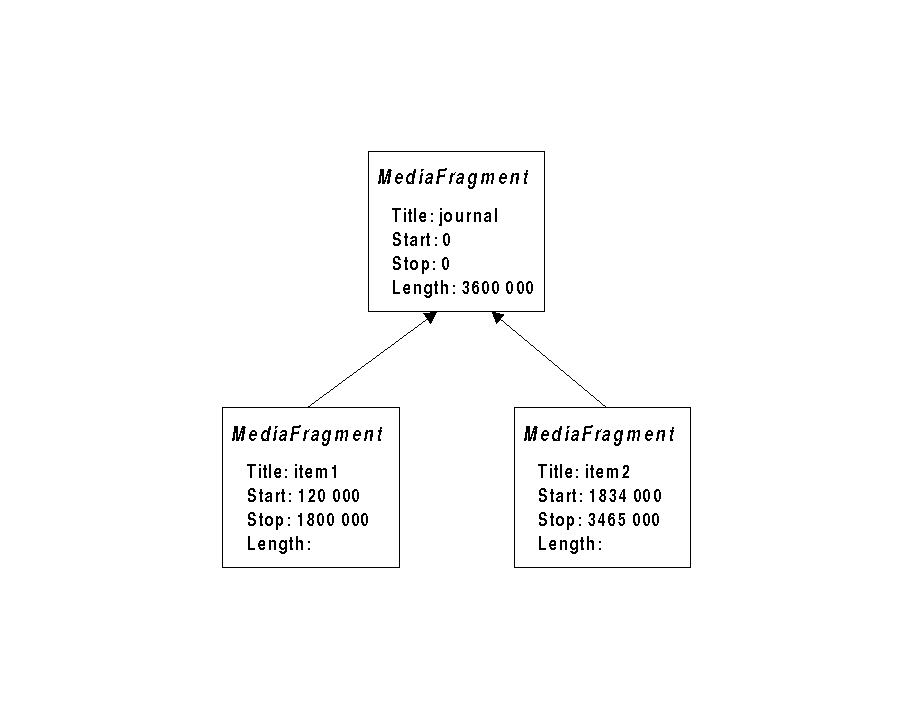 MediaFragment
Title: journal
Start: 0
Stop: 0
Length: 3600 000
MediaFragment
Title: item1
Start: 120 000
Stop: 1800 000
Length:
MediaFragment
Title: item2
Start: 1834 000
Stop: 3465 000
Length: